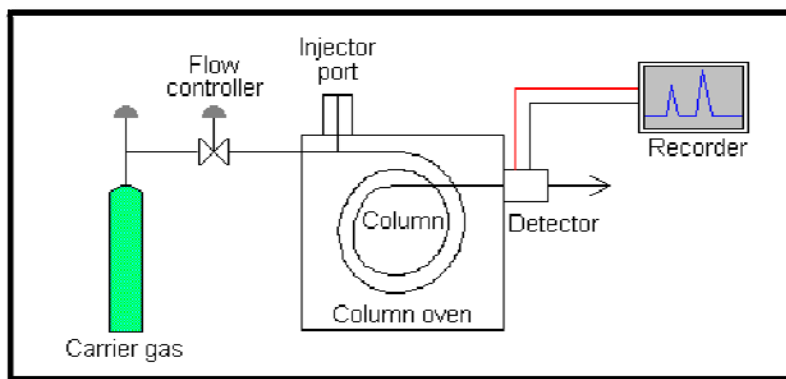 Injector
port
Flow
controller
Recorder
Column
Detector
Column oven
Carrier gas